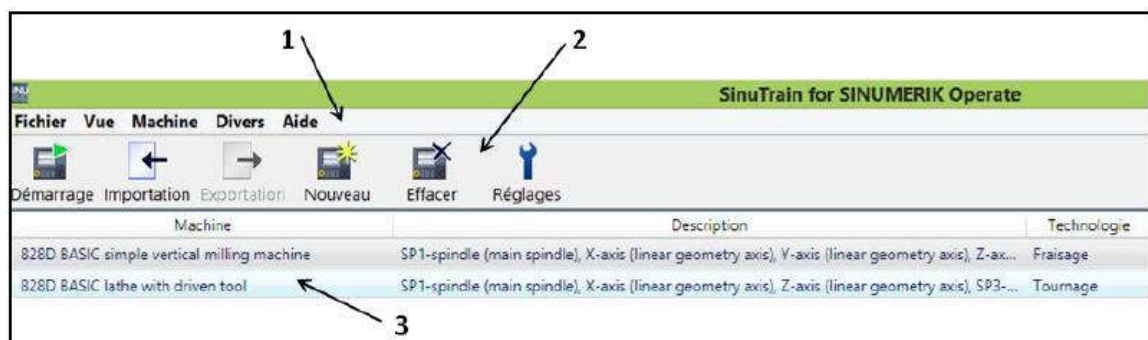 1 2
SINU
SinuTrain for SINUMERIK Operate
Fichier Vue Machine Divers Aide
Démarrage Importation Exportation Nouveau Effacer Réglages
Machine Description Technologie
828D BASIC simple vertical milling machine SP1-spindle (main spindle), X-axis (linear geometry axis), Y-axis (linear geometry axis), Z-ax... Fraisage
828D BASIC lathe with driven tool SP1-spindle (main spindle), X-axis (linear geometry axis), Z-axis (linear geometry axis), SP3-... Tournage
3